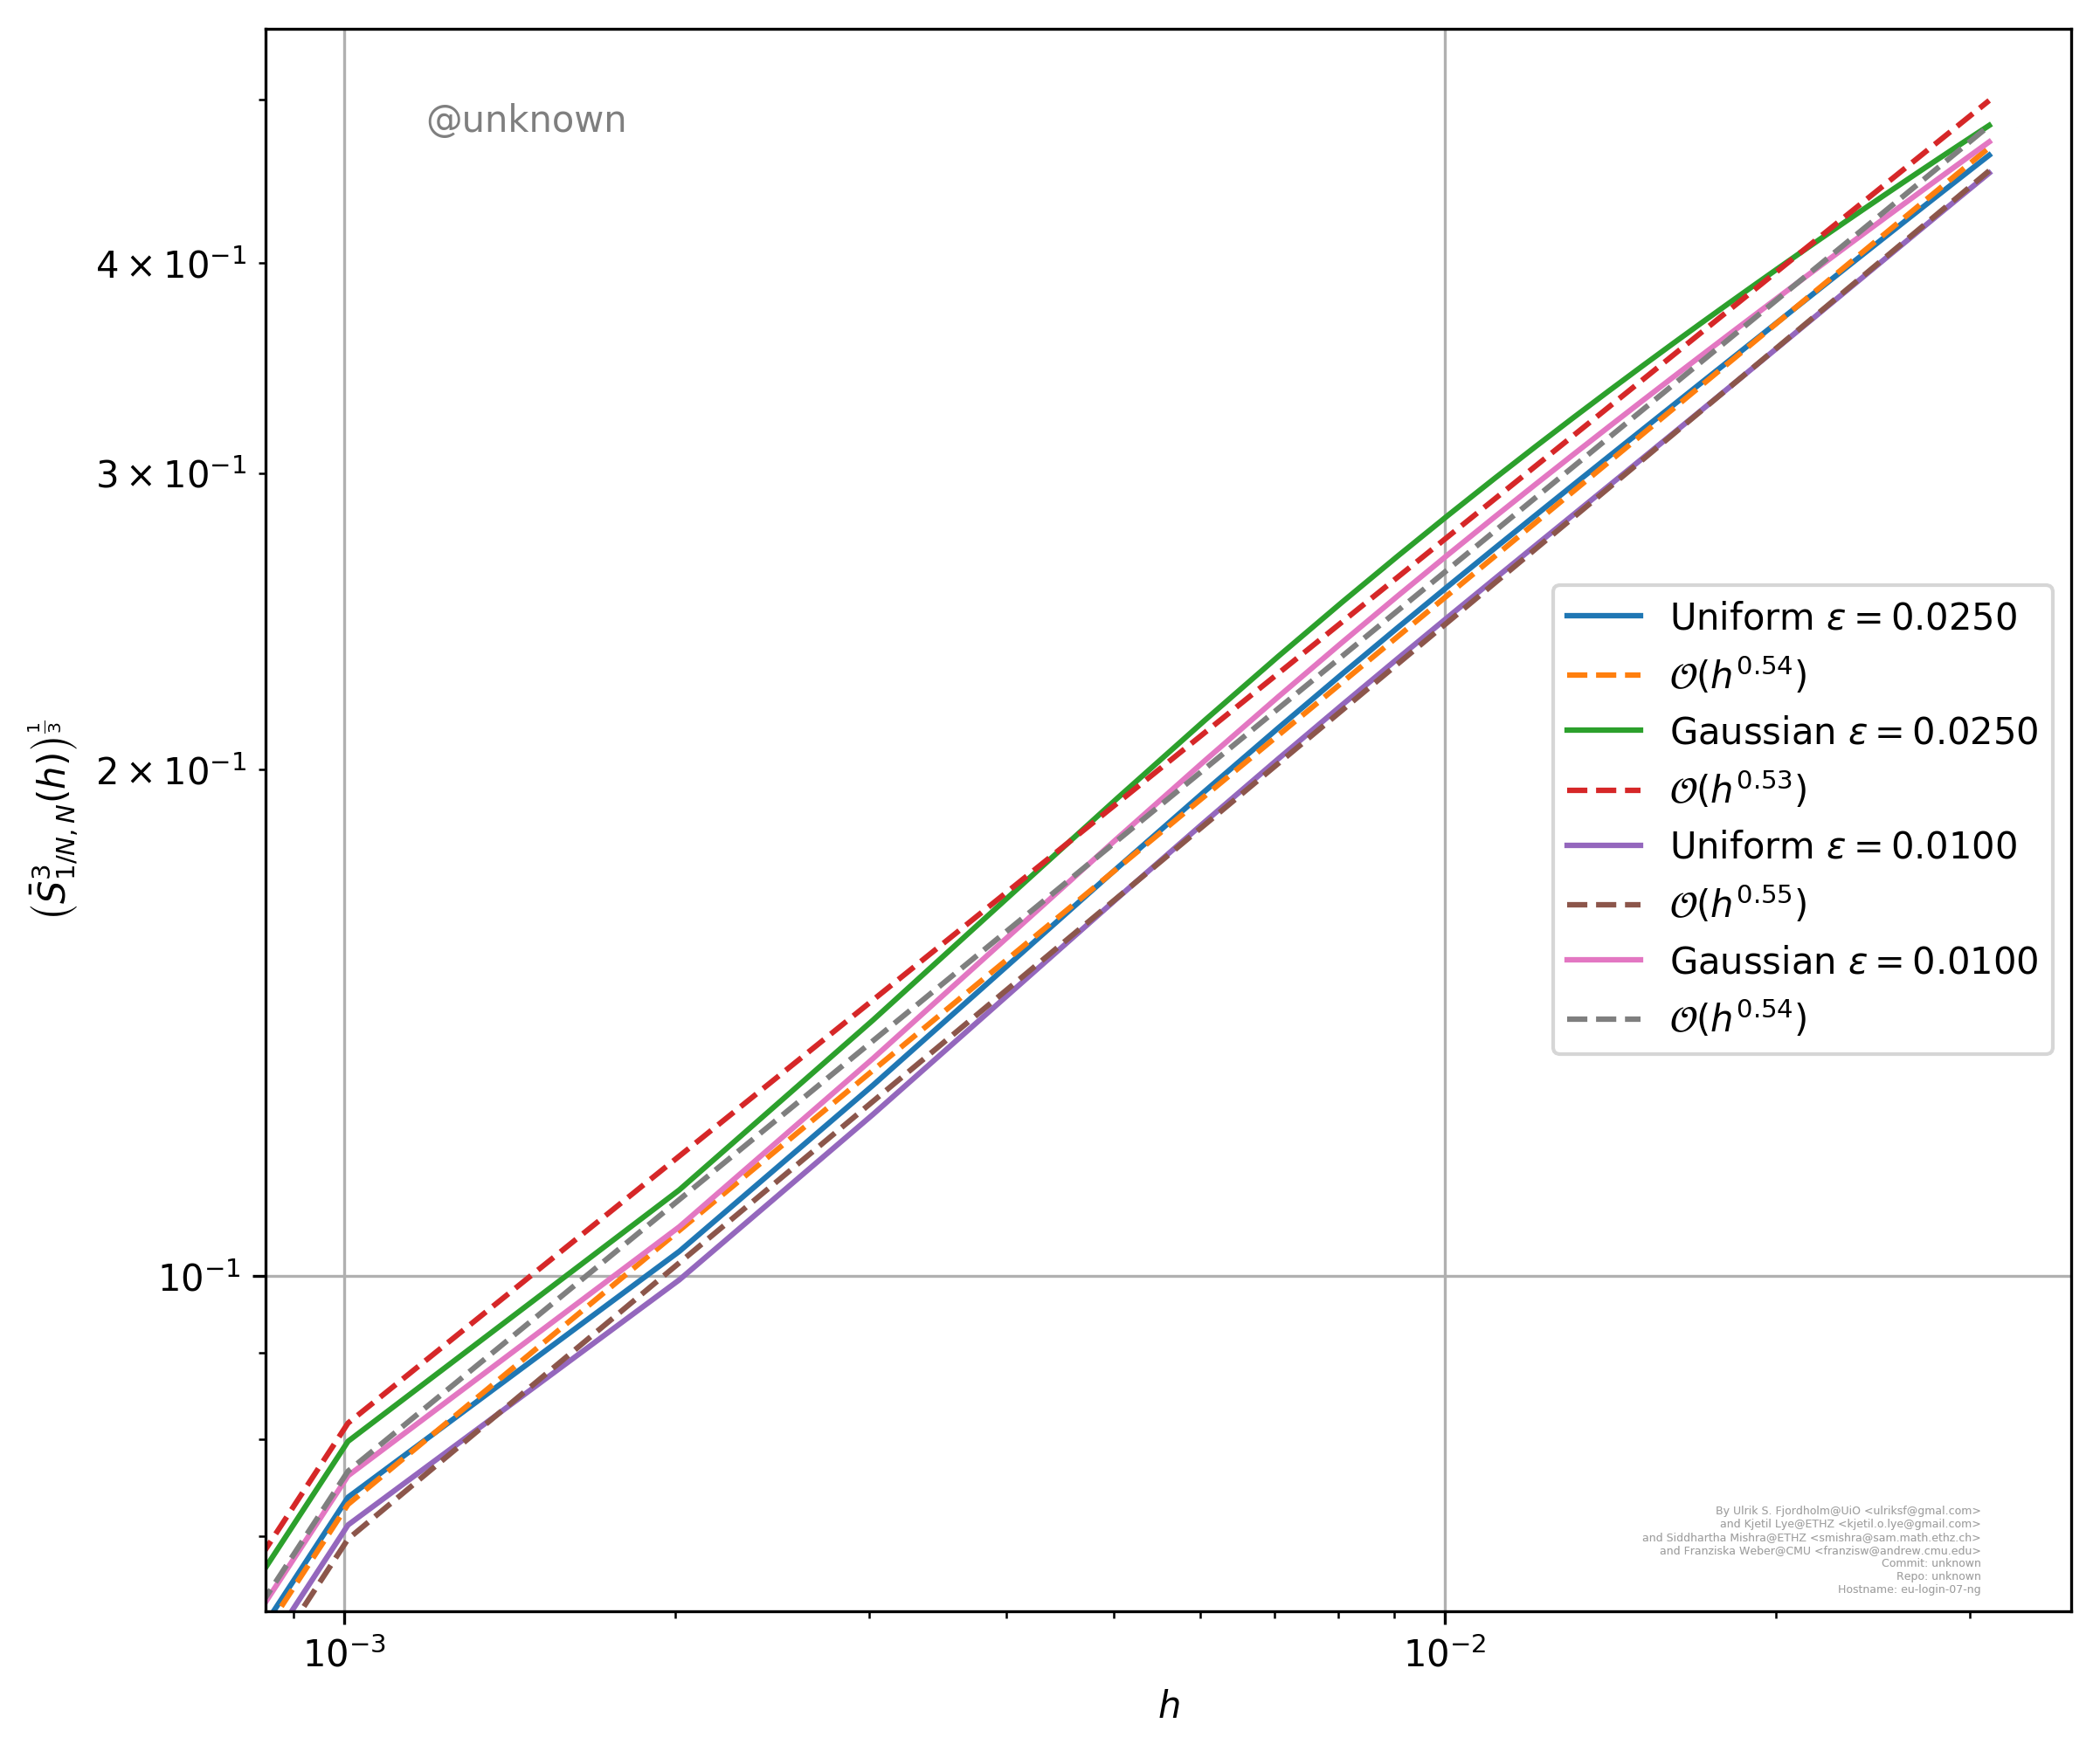 @unknown
4 × 10⁻¹
3 × 10⁻¹
2 × 10⁻¹
10⁻¹
(S̄³₁/N, N(h))^(1/3)
10⁻³
10⁻²
h
Uniform ε = 0.0250
𝒪(h^0.54)
Gaussian ε = 0.0250
𝒪(h^0.53)
Uniform ε = 0.0100
𝒪(h^0.55)
Gaussian ε = 0.0100
𝒪(h^0.54)
By Ulrik S. Fjordholm@UiO <ulriksf@gmal.com>
and Kjetil Lye@ETHZ <kjetil.o.lye@gmail.com>
and Siddhartha Mishra@ETHZ <smishra@sam.math.ethz.ch>
and Franziska Weber@CMU <franzisw@andrew.cmu.edu>
Commit: unknown
Repo: unknown
Hostname: eu-login-07-ng